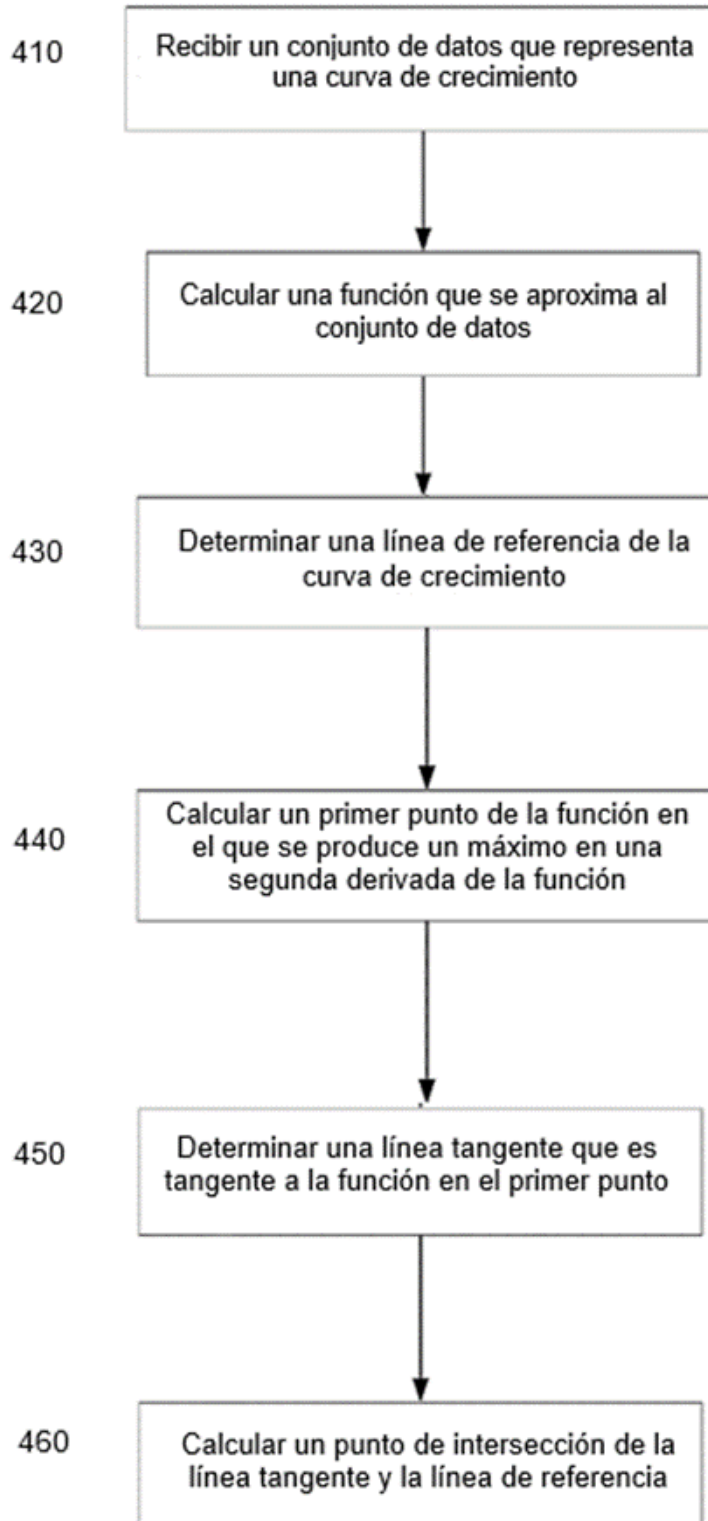 410
Recibir un conjunto de datos que representa
una curva de crecimiento
420
Calcular una función que se aproxima al
conjunto de datos
430
Determinar una línea de referencia de la
curva de crecimiento
440
Calcular un primer punto de la función en
el que se produce un máximo en una
segunda derivada de la función
450
Determinar una línea tangente que es
tangente a la función en el primer punto
460
Calcular un punto de intersección de la
línea tangente y la línea de referencia